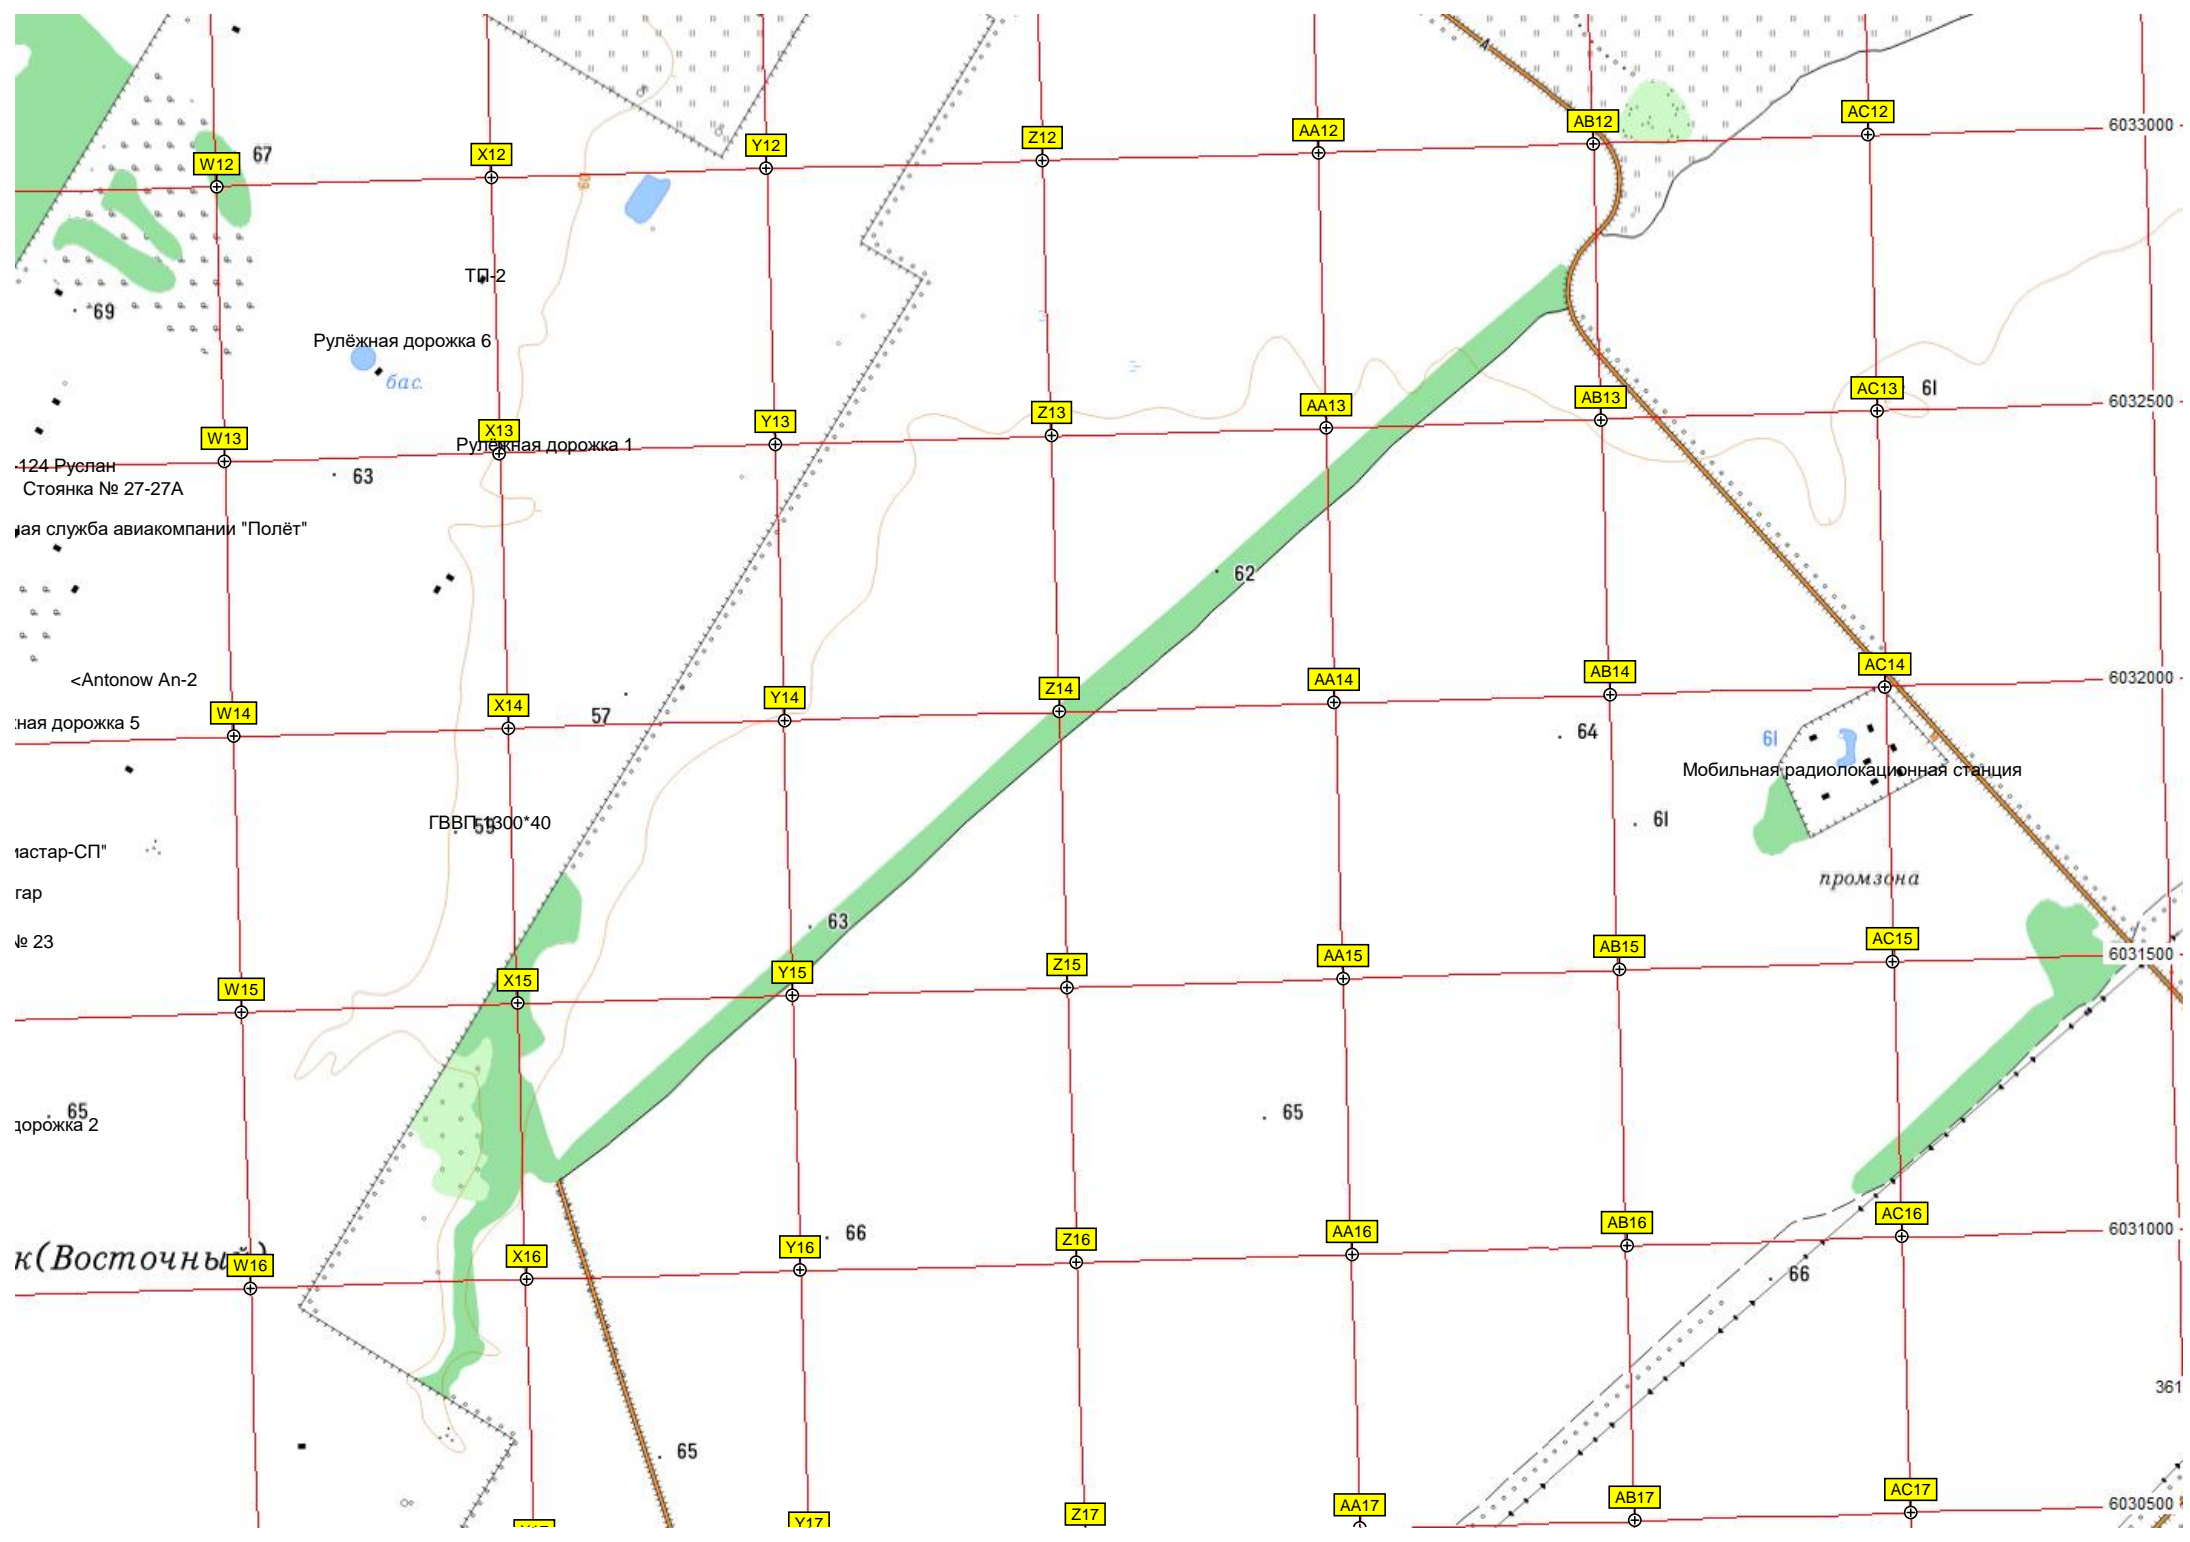 AC12
AB12
6033000
AA12
Z12
Y12
67
X12
W12
ТП-2
69
Рулёжная дорожка 6
бас.
AC13
61
AB13
6032500
AA13
Z13
Y13
X13
W13
Рулёжная дорожка 1
-124 Руслан
63
Стоянка № 27-27А
ная служба авиакомпании "Полёт"
62
AC14
AB14
6032000
AA14
<Antonow An-2
Z14
Y14
X14
W14
57
жная дорожка 5
64
61
Мобильная радиолокационная станция
ГВВП 1300*40
59
61
мастар-СП"
промзона
гар
63
№ 23
AC15
AB15
6031500
AA15
Z15
Y15
X15
W15
65
65
дорожка 2
AC16
AB16
6031000
AA16
66
Z16
Y16
X16
к(Восточный)
W16
66
361
65
AC17
AB17
6030500
AA17
Z17
Y17